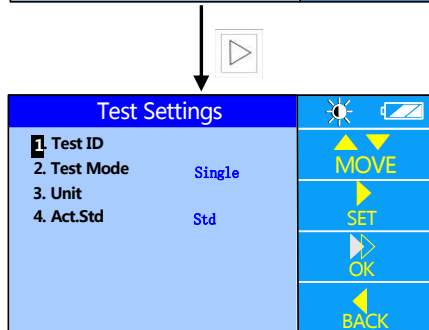 Test Settings
1. Test ID
2. Test Mode Single
3. Unit
4. Act.Std Std
MOVE
SET
OK
BACK